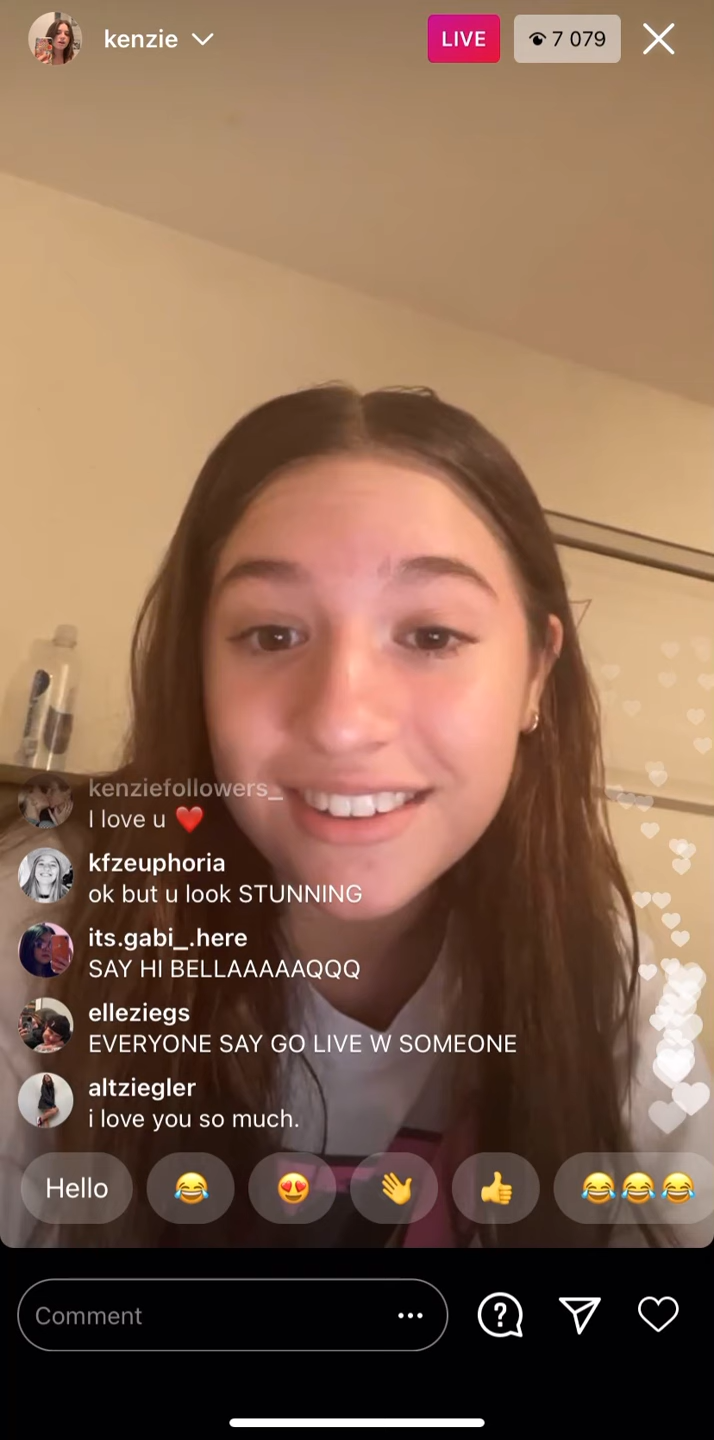 kenzie
LIVE
7 079
kenziefollowers_
I love u ❤️
kfzeuphoria
ok but u look STUNNING
its.gabi_.here
SAY HI BELLAAAAAQQQ
elleziegs
EVERYONE SAY GO LIVE W SOMEONE
altziegler
i love you so much.
Hello 😂 😍 👋 👍 😂😂😂
Comment